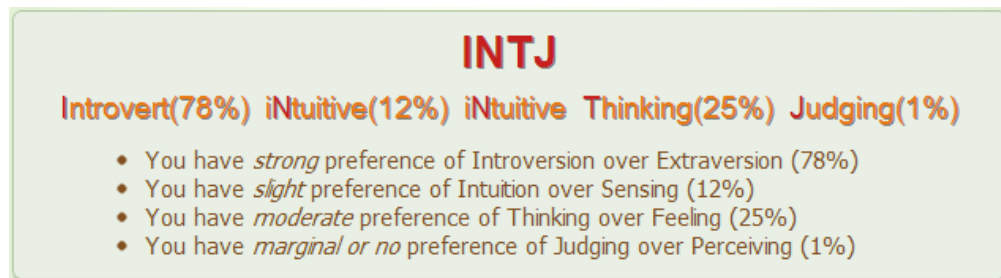 INTJ
Introvert(78%) iNtuitive(12%) iNtuitive Thinking(25%) Judging(1%)
• You have strong preference of Introversion over Extraversion (78%)
• You have slight preference of Intuition over Sensing (12%)
• You have moderate preference of Thinking over Feeling (25%)
• You have marginal or no preference of Judging over Perceiving (1%)